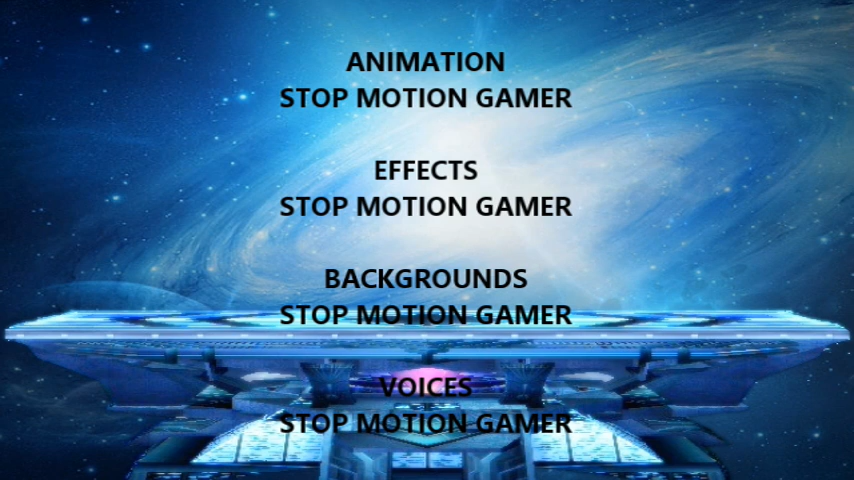 ANIMATION
STOP MOTION GAMER
EFFECTS
STOP MOTION GAMER
BACKGROUNDS
STOP MOTION GAMER
VOICES
STOP MOTION GAMER